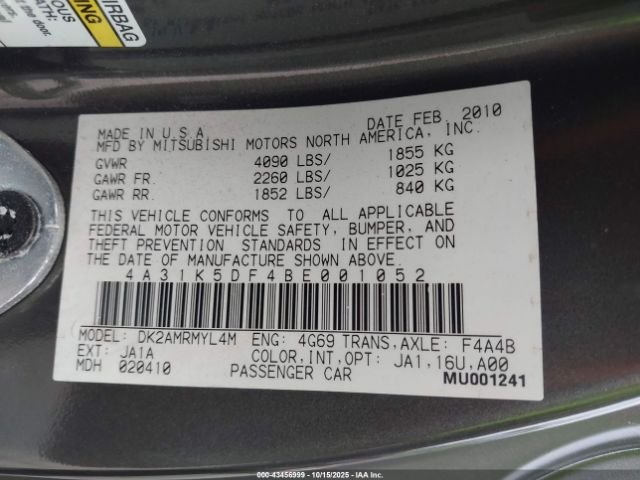 AIRBAG
WARNING
MADE IN U.S.A. DATE FEB. 2010
MFD BY MITSUBISHI MOTORS NORTH AMERICA, INC.
GVWR 4090 LBS/ 1855 KG
GAWR FR. 2260 LBS/ 1025 KG
GAWR RR. 1852 LBS/ 840 KG
THIS VEHICLE CONFORMS TO ALL APPLICABLE
FEDERAL MOTOR VEHICLE SAFETY, BUMPER, AND
THEFT PREVENTION STANDARDS IN EFFECT ON
THE DATE OF MANUFACTURE SHOWN ABOVE.
4A31K5DF4BE001052
MODEL: DK2AMRMYL4M ENG: 4G69 TRANS,AXLE: F4A4B
EXT: JA1A COLOR,INT,OPT: JA1,16U,A00
MDH 020410 PASSENGER CAR
MU001241
© 2000-43456999 | 10/15/2025 - IAA, Inc.